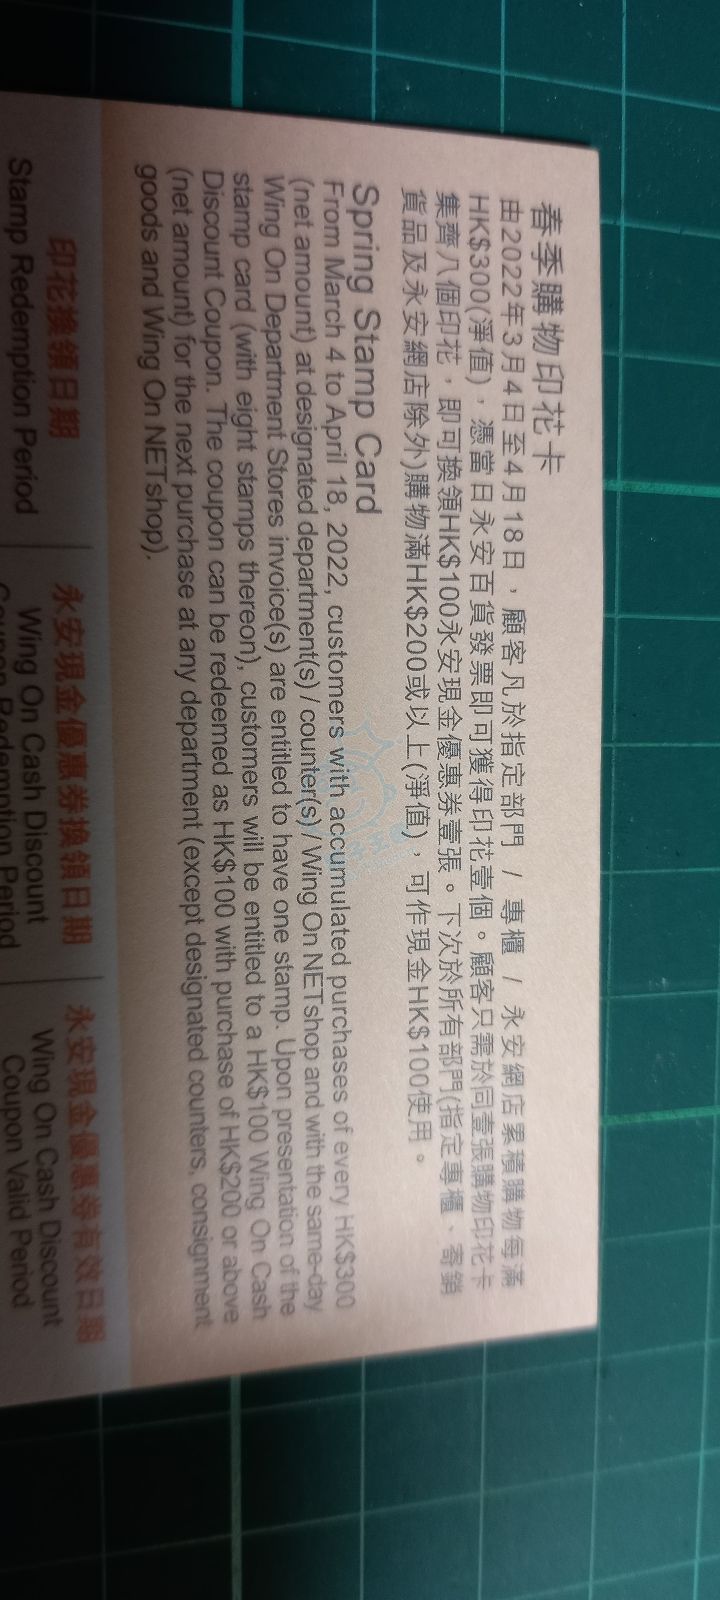 春季購物印花卡
由2022年3月4日至4月18日，顧客凡於指定部門 / 專櫃 / 永安網店累積購物每滿
HK$300(淨值)，憑當日永安百貨發票即可獲得印花壹個。顧客只需於同壹張購物印花卡
集齊八個印花，即可換領HK$100永安現金優惠券壹張。下次於所有部門(指定專櫃、寄銷
貨品及永安網店除外)購物滿HK$200或以上(淨值)，可作現金HK$100使用。
Spring Stamp Card
From March 4 to April 18, 2022, customers with accumulated purchases of every HK$300
(net amount) at designated department(s) / counter(s) / Wing On NETshop and with the same-day
Wing On Department Stores invoice(s) are entitled to have one stamp. Upon presentation of the
stamp card (with eight stamps thereon), customers will be entitled to a HK$100 Wing On Cash
Discount Coupon. The coupon can be redeemed as HK$100 with purchase of HK$200 or above
(net amount) for the next purchase at any department (except designated counters, consignment
goods and Wing On NETshop).
印花換領日期
Stamp Redemption Period
永安現金優惠券換領日期
Wing On Cash Discount
Coupon Redemption Period
永安現金優惠券有效日期
Wing On Cash Discount
Coupon Valid Period